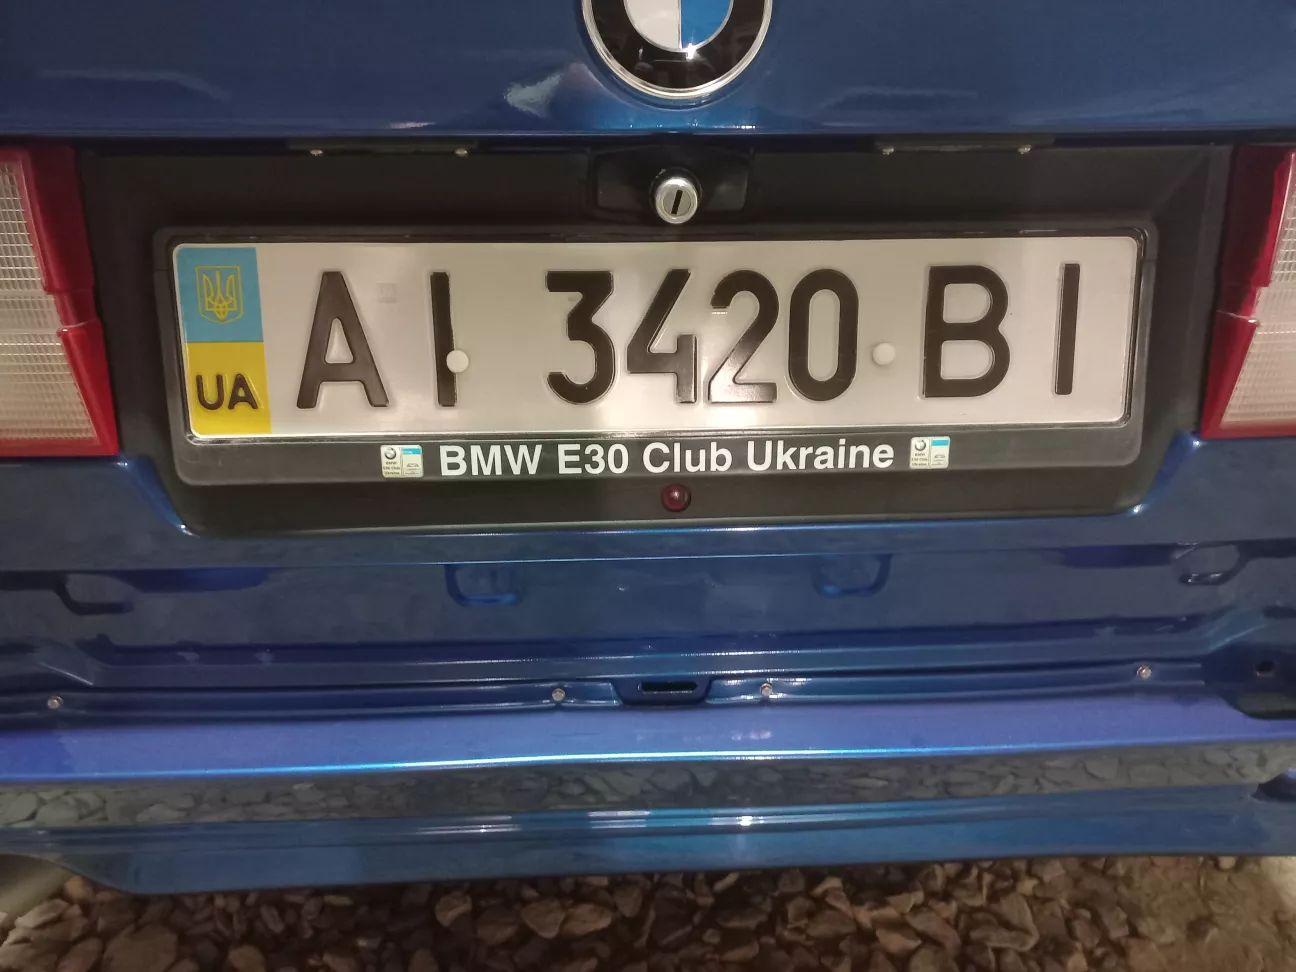 UA AI 3420 BI
BMW E30 Club Ukraine